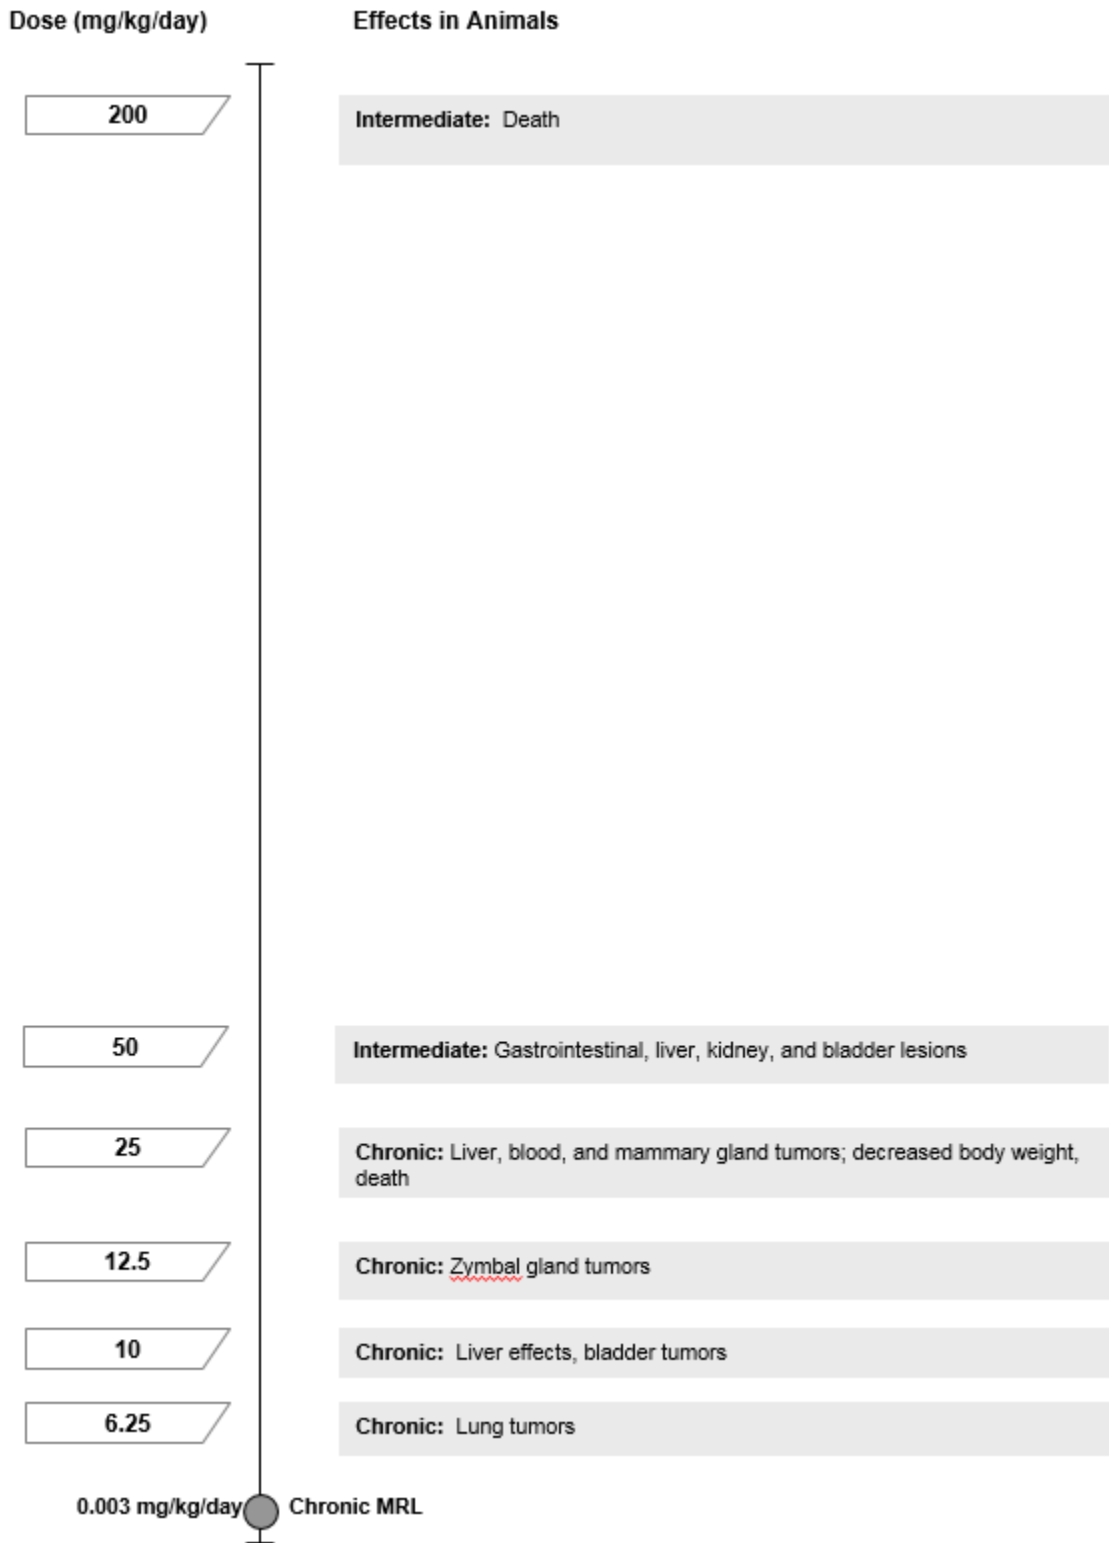 Dose (mg/kg/day) Effects in Animals
200 Intermediate: Death
50 Intermediate: Gastrointestinal, liver, kidney, and bladder lesions
25 Chronic: Liver, blood, and mammary gland tumors; decreased body weight,
death
12.5 Chronic: Zymbal gland tumors
10 Chronic: Liver effects, bladder tumors
6.25 Chronic: Lung tumors
0.003 mg/kg/day Chronic MRL